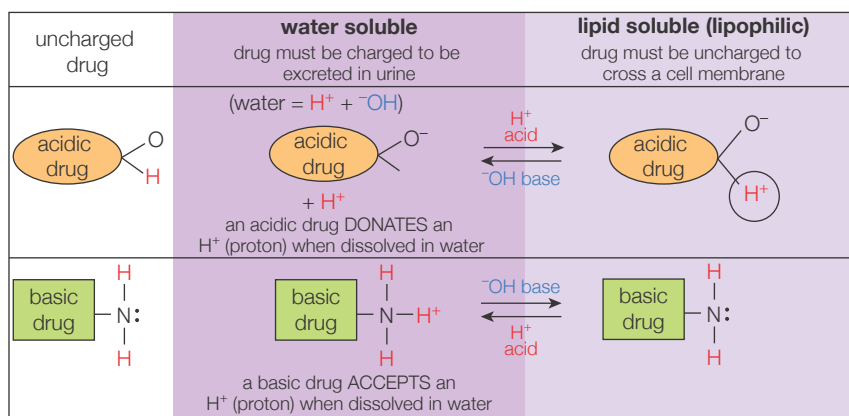 uncharged
drug
water soluble
drug must be charged to be
excreted in urine
lipid soluble (lipophilic)
drug must be uncharged to
cross a cell membrane
(water = H⁺ + ⁻OH)
acidic
drug
O
H
acidic
drug
O⁻
+ H⁺
an acidic drug DONATES an
H⁺ (proton) when dissolved in water
H⁺
acid
⁻OH base
acidic
drug
O⁻
H⁺
basic
drug
H
N:
H
basic
drug
H
N H⁺
H
a basic drug ACCEPTS an
H⁺ (proton) when dissolved in water
⁻OH base
H⁺
acid
basic
drug
H
N:
H